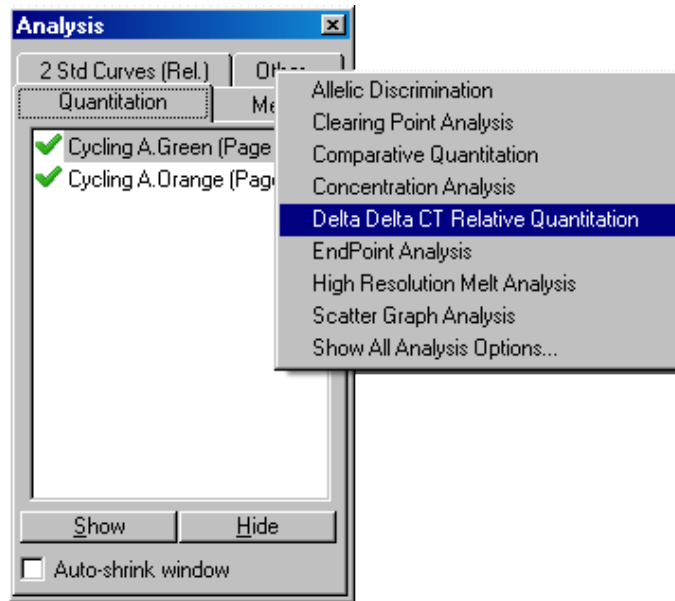 Analysis
2 Std Curves (Rel.)
Quantitation
Cycling A.Green (Page
Cycling A.Orange (Pag
Allelic Discrimination
Clearing Point Analysis
Comparative Quantitation
Concentration Analysis
Delta Delta CT Relative Quantitation
EndPoint Analysis
High Resolution Melt Analysis
Scatter Graph Analysis
Show All Analysis Options...
Show
Hide
Auto-shrink window